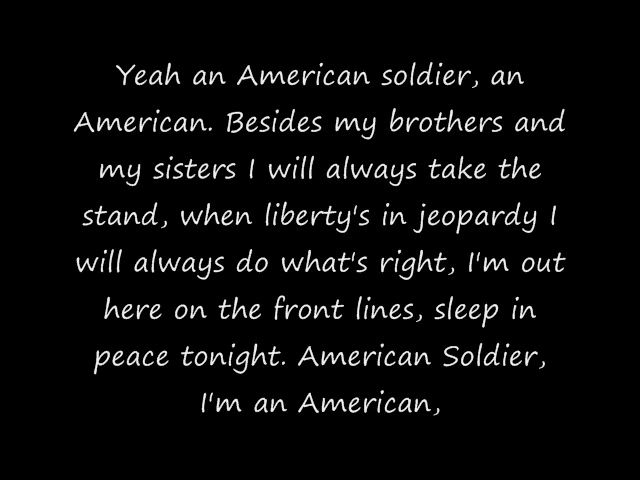 Yeah an American soldier, an
American. Besides my brothers and
my sisters I will always take the
stand, when liberty's in jeopardy I
will always do what's right, I'm out
here on the front lines, sleep in
peace tonight. American Soldier,
I'm an American,